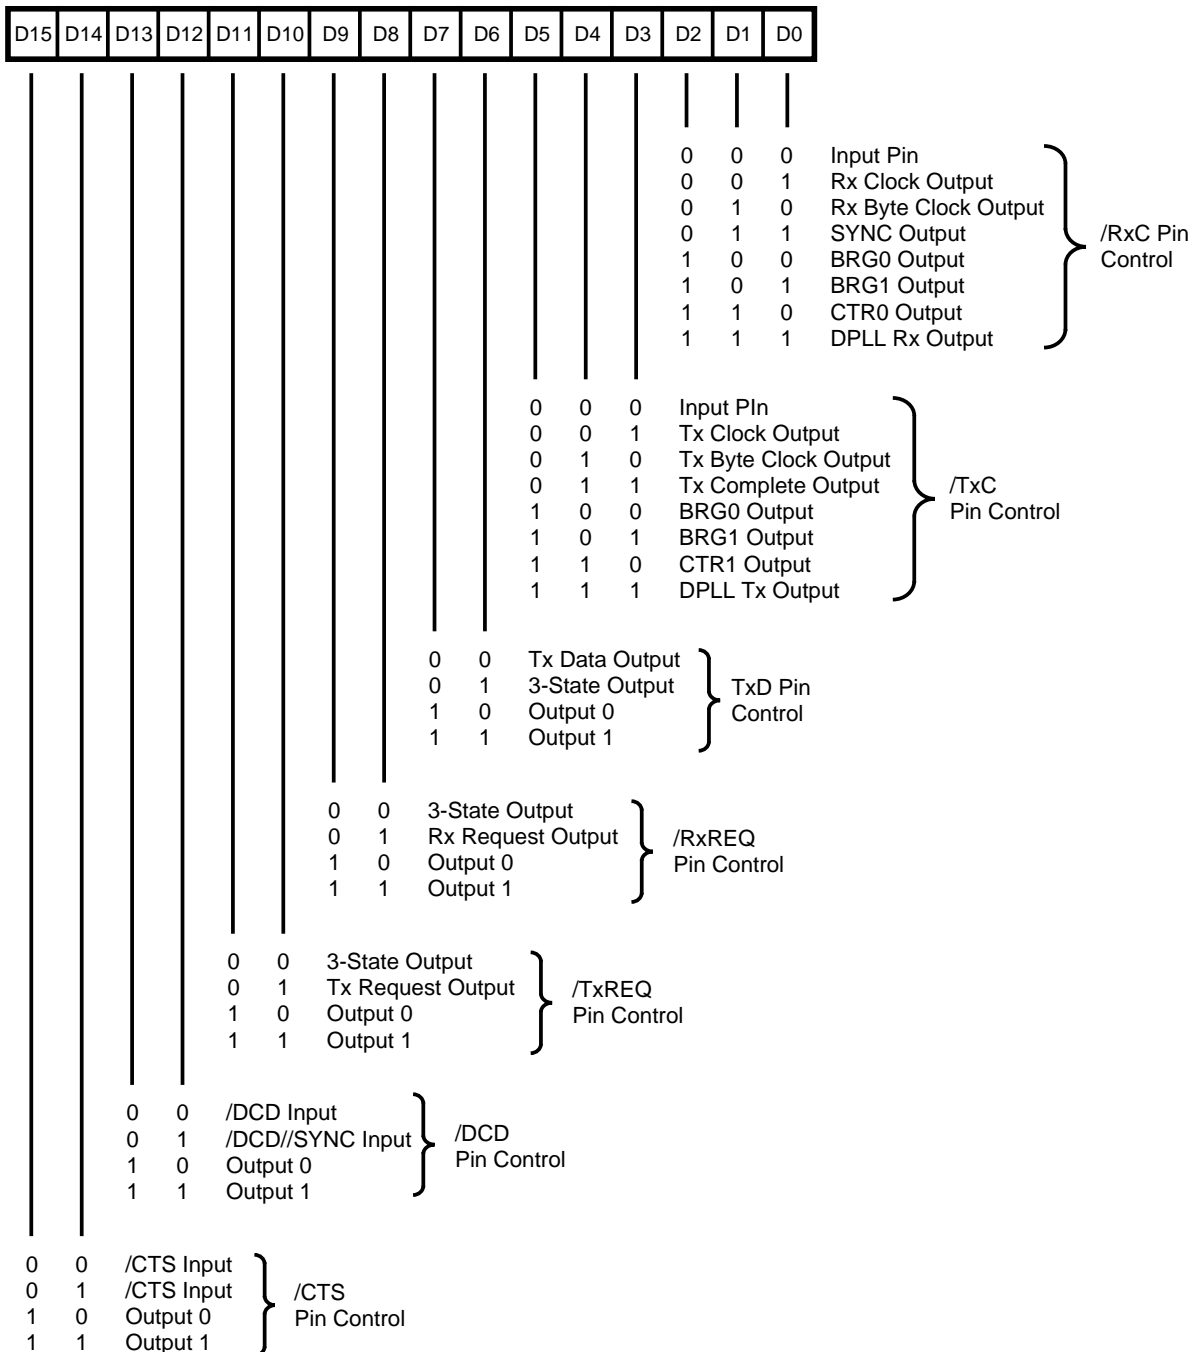 D15 D14 D13 D12 D11 D10 D9 D8 D7 D6 D5 D4 D3 D2 D1 D0
0 0 0 Input Pin
0 0 1 Rx Clock Output
0 1 0 Rx Byte Clock Output
0 1 1 SYNC Output
1 0 0 BRG0 Output
1 0 1 BRG1 Output
1 1 0 CTR0 Output
1 1 1 DPLL Rx Output
/RxC Pin
Control
0 0 0 Input PIn
0 0 1 Tx Clock Output
0 1 0 Tx Byte Clock Output
0 1 1 Tx Complete Output
1 0 0 BRG0 Output
1 0 1 BRG1 Output
1 1 0 CTR1 Output
1 1 1 DPLL Tx Output
/TxC
Pin Control
0 0 Tx Data Output
0 1 3-State Output
1 0 Output 0
1 1 Output 1
TxD Pin
Control
0 0 3-State Output
0 1 Rx Request Output
1 0 Output 0
1 1 Output 1
/RxREQ
Pin Control
0 0 3-State Output
0 1 Tx Request Output
1 0 Output 0
1 1 Output 1
/TxREQ
Pin Control
0 0 /DCD Input
0 1 /DCD//SYNC Input
1 0 Output 0
1 1 Output 1
/DCD
Pin Control
0 0 /CTS Input
0 1 /CTS Input
1 0 Output 0
1 1 Output 1
/CTS
Pin Control